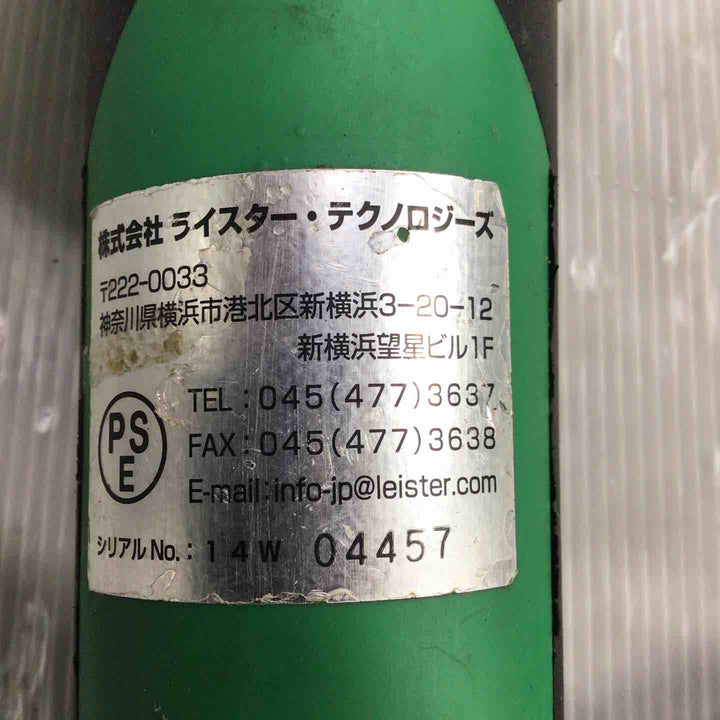 株式会社 ライスター・テクノロジーズ
〒222-0033
神奈川県横浜市港北区新横浜3-20-12
新横浜望星ビル1F
TEL：045(477)3637
FAX：045(477)3638
E-mail：info-jp@leister.com
PS
E
シリアルNo.：14W 04457